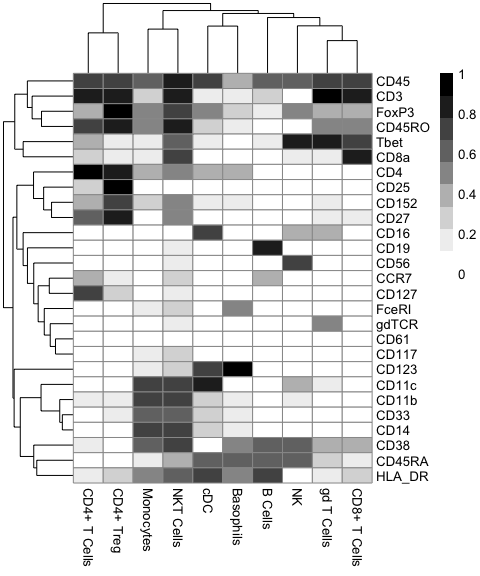 CD45
CD3
FoxP3
CD45RO
Tbet
CD8a
CD4
CD25
CD152
CD27
CD16
CD19
CD56
CCR7
CD127
FceRI
gdTCR
CD61
CD117
CD123
CD11c
CD11b
CD33
CD14
CD38
CD45RA
HLA_DR
CD4+ T Cells
CD4+ Treg
Monocytes
NKT Cells
cDC
Basophils
B Cells
NK
gd T Cells
CD8+ T Cells
1
0.8
0.6
0.4
0.2
0